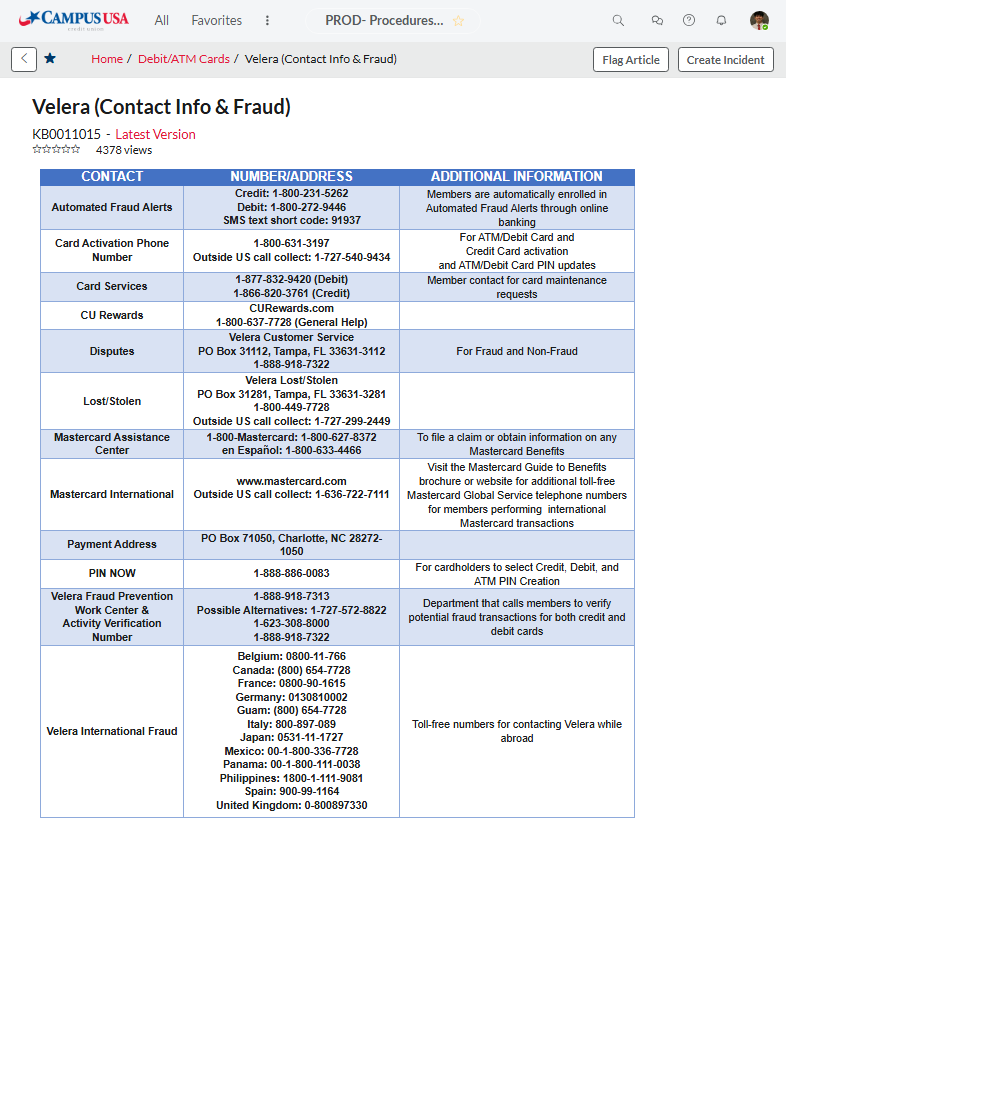 CAMPUS USA
credit union
All
Favorites
PROD- Procedures...
Home / Debit/ATM Cards / Velera (Contact Info & Fraud)
Flag Article
Create Incident
Velera (Contact Info & Fraud)
KB0011015 - Latest Version
4378 views
CONTACT
NUMBER/ADDRESS
ADDITIONAL INFORMATION
Automated Fraud Alerts
Credit: 1-800-231-5262
Debit: 1-800-272-9446
SMS text short code: 91937
Members are automatically enrolled in
Automated Fraud Alerts through online
banking
Card Activation Phone
Number
1-800-631-3197
Outside US call collect: 1-727-540-9434
For ATM/Debit Card and
Credit Card activation
and ATM/Debit Card PIN updates
Card Services
1-877-832-9420 (Debit)
1-866-820-3761 (Credit)
Member contact for card maintenance
requests
CU Rewards
CURewards.com
1-800-637-7728 (General Help)
Disputes
Velera Customer Service
PO Box 31112, Tampa, FL 33631-3112
1-888-918-7322
For Fraud and Non-Fraud
Lost/Stolen
Velera Lost/Stolen
PO Box 31281, Tampa, FL 33631-3281
1-800-449-7728
Outside US call collect: 1-727-299-2449
Mastercard Assistance
Center
1-800-Mastercard: 1-800-627-8372
en Español: 1-800-633-4466
To file a claim or obtain information on any
Mastercard Benefits
Mastercard International
www.mastercard.com
Outside US call collect: 1-636-722-7111
Visit the Mastercard Guide to Benefits
brochure or website for additional toll-free
Mastercard Global Service telephone numbers
for members performing international
Mastercard transactions
Payment Address
PO Box 71050, Charlotte, NC 28272-
1050
PIN NOW
1-888-886-0083
For cardholders to select Credit, Debit, and
ATM PIN Creation
Velera Fraud Prevention
Work Center &
Activity Verification
Number
1-888-918-7313
Possible Alternatives: 1-727-572-8822
1-623-308-8000
1-888-918-7322
Department that calls members to verify
potential fraud transactions for both credit and
debit cards
Velera International Fraud
Belgium: 0800-11-766
Canada: (800) 654-7728
France: 0800-90-1615
Germany: 0130810002
Guam: (800) 654-7728
Italy: 800-897-089
Japan: 0531-11-1727
Mexico: 00-1-800-336-7728
Panama: 00-1-800-111-0038
Philippines: 1800-1-111-9081
Spain: 900-99-1164
United Kingdom: 0-800897330
Toll-free numbers for contacting Velera while
abroad